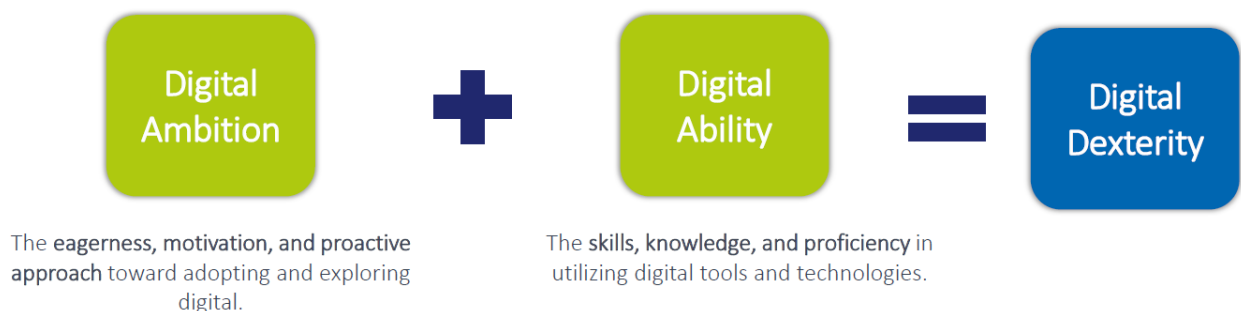 Digital
Ambition
Digital
Ability
Digital
Dexterity
The eagerness, motivation, and proactive
approach toward adopting and exploring
digital.
The skills, knowledge, and proficiency in
utilizing digital tools and technologies.